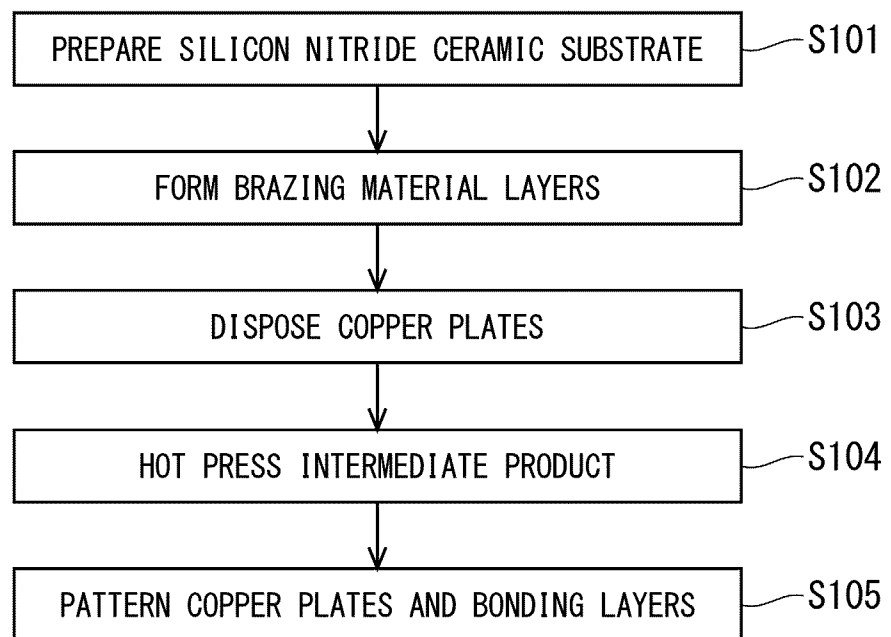 PREPARE SILICON NITRIDE CERAMIC SUBSTRATE S101
FORM BRAZING MATERIAL LAYERS S102
DISPOSE COPPER PLATES S103
HOT PRESS INTERMEDIATE PRODUCT S104
PATTERN COPPER PLATES AND BONDING LAYERS S105